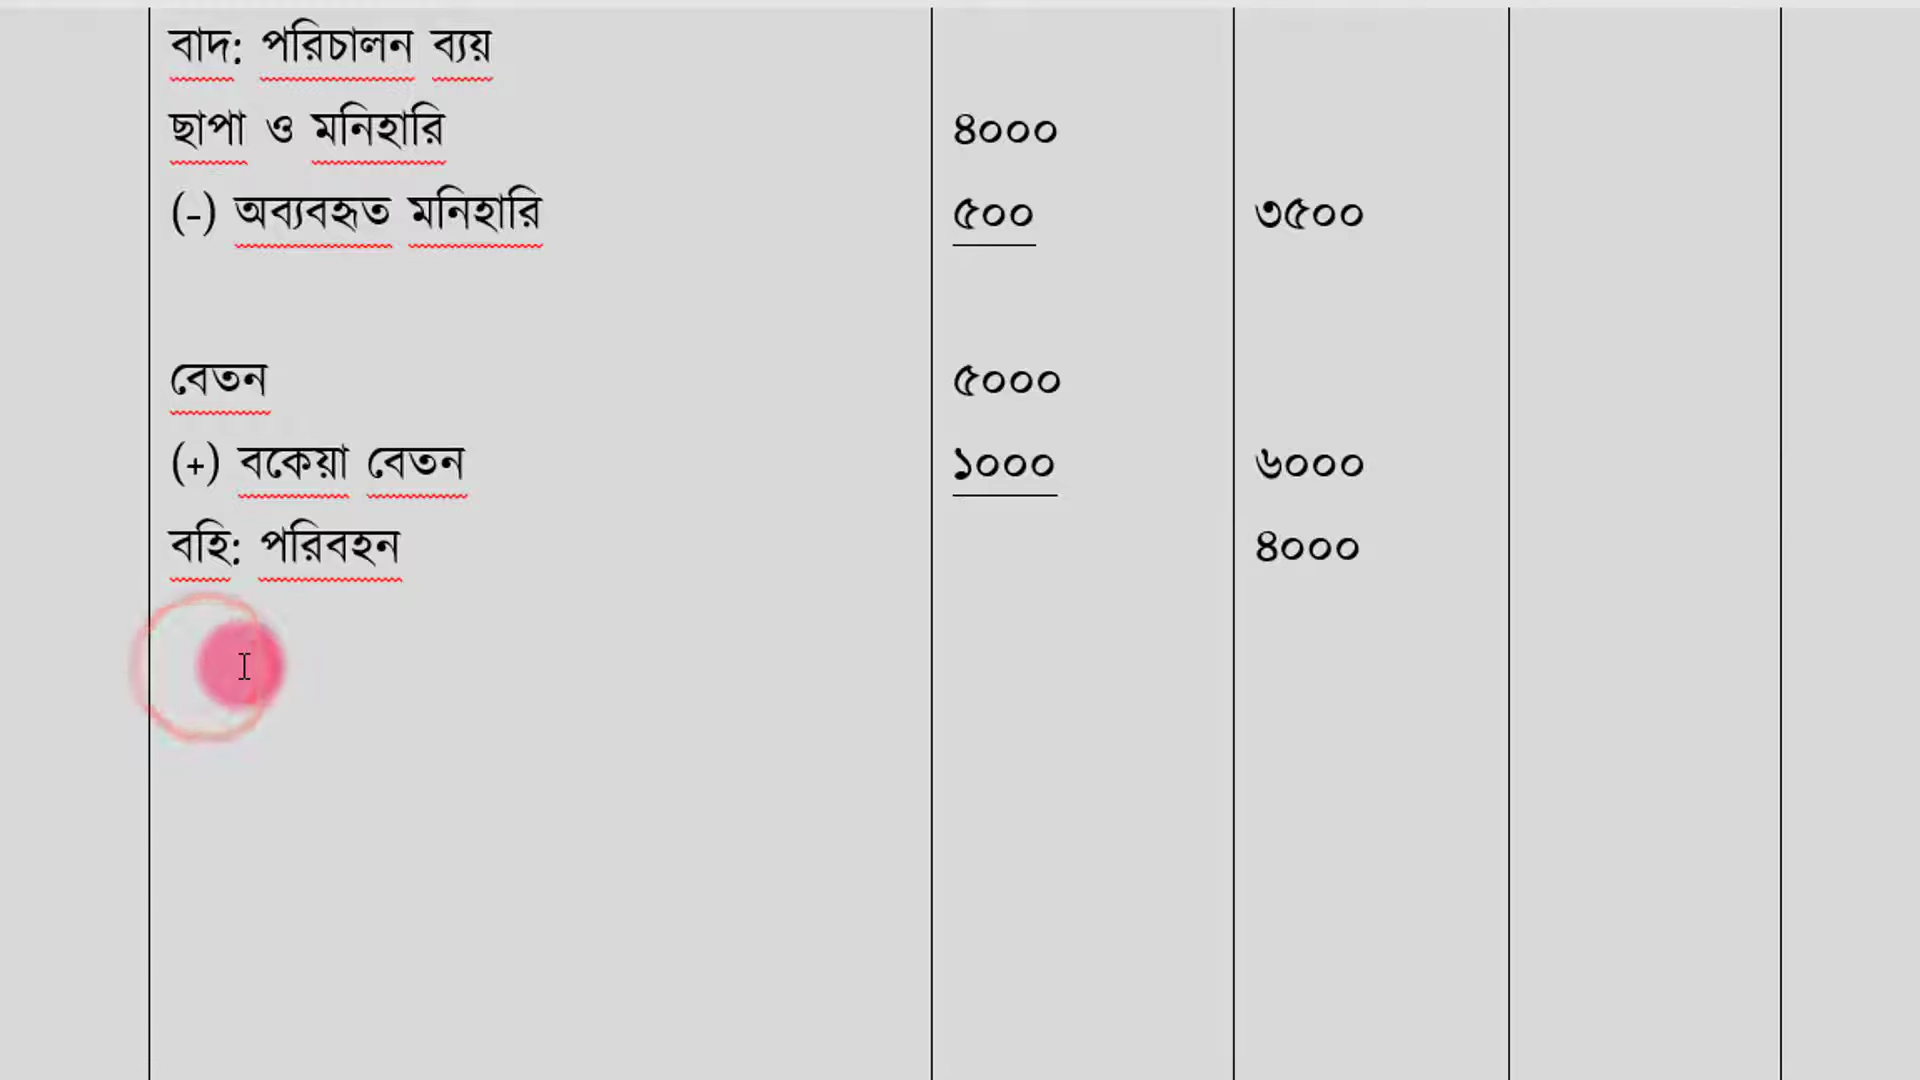 বাদ: পরিচালন ব্যয়
ছাপা ও মনিহারি ৪০০০
(-) অব্যবহৃত মনিহারি ৫০০ ৩৫০০
বেতন ৫০০০
(+) বকেয়া বেতন ১০০০ ৬০০০
বহি: পরিবহন ৪০০০